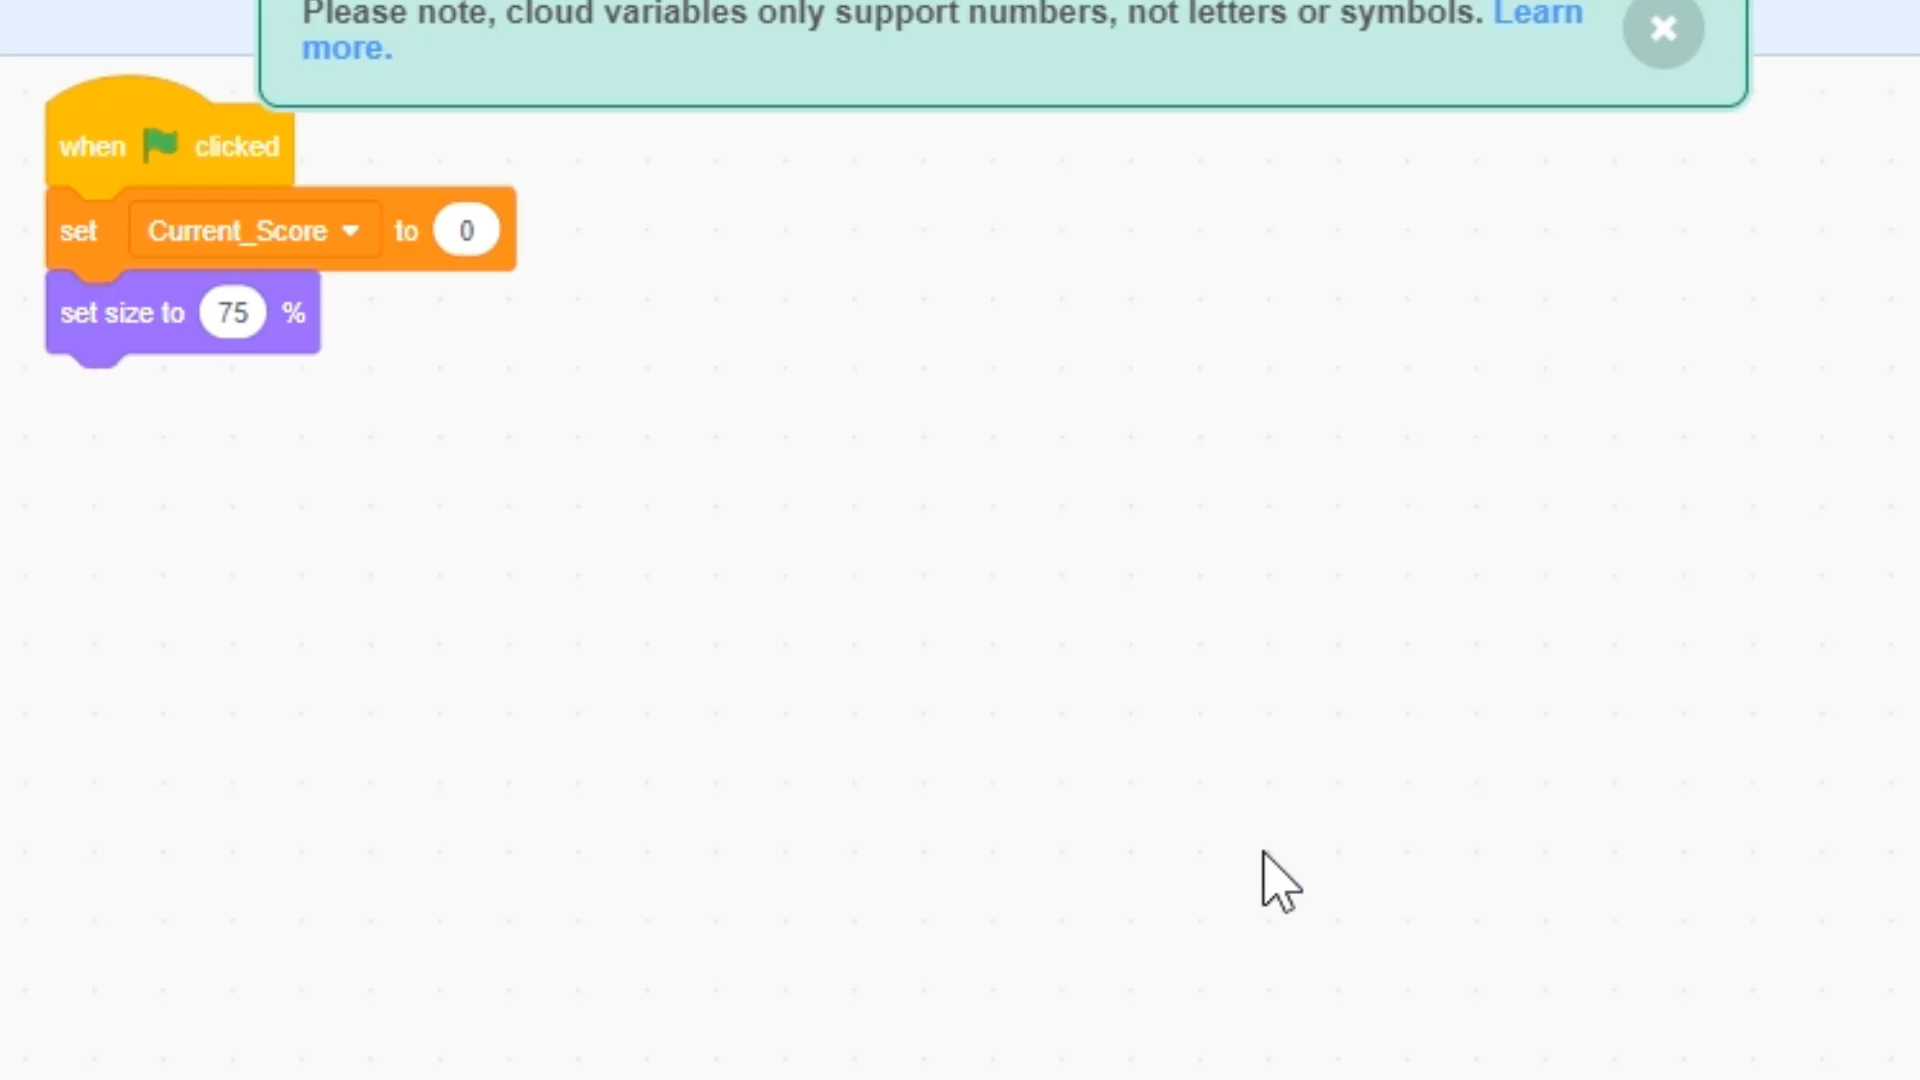 Please note, cloud variables only support numbers, not letters or symbols. Learn
more.
when clicked
set Current_Score to 0
set size to 75 %